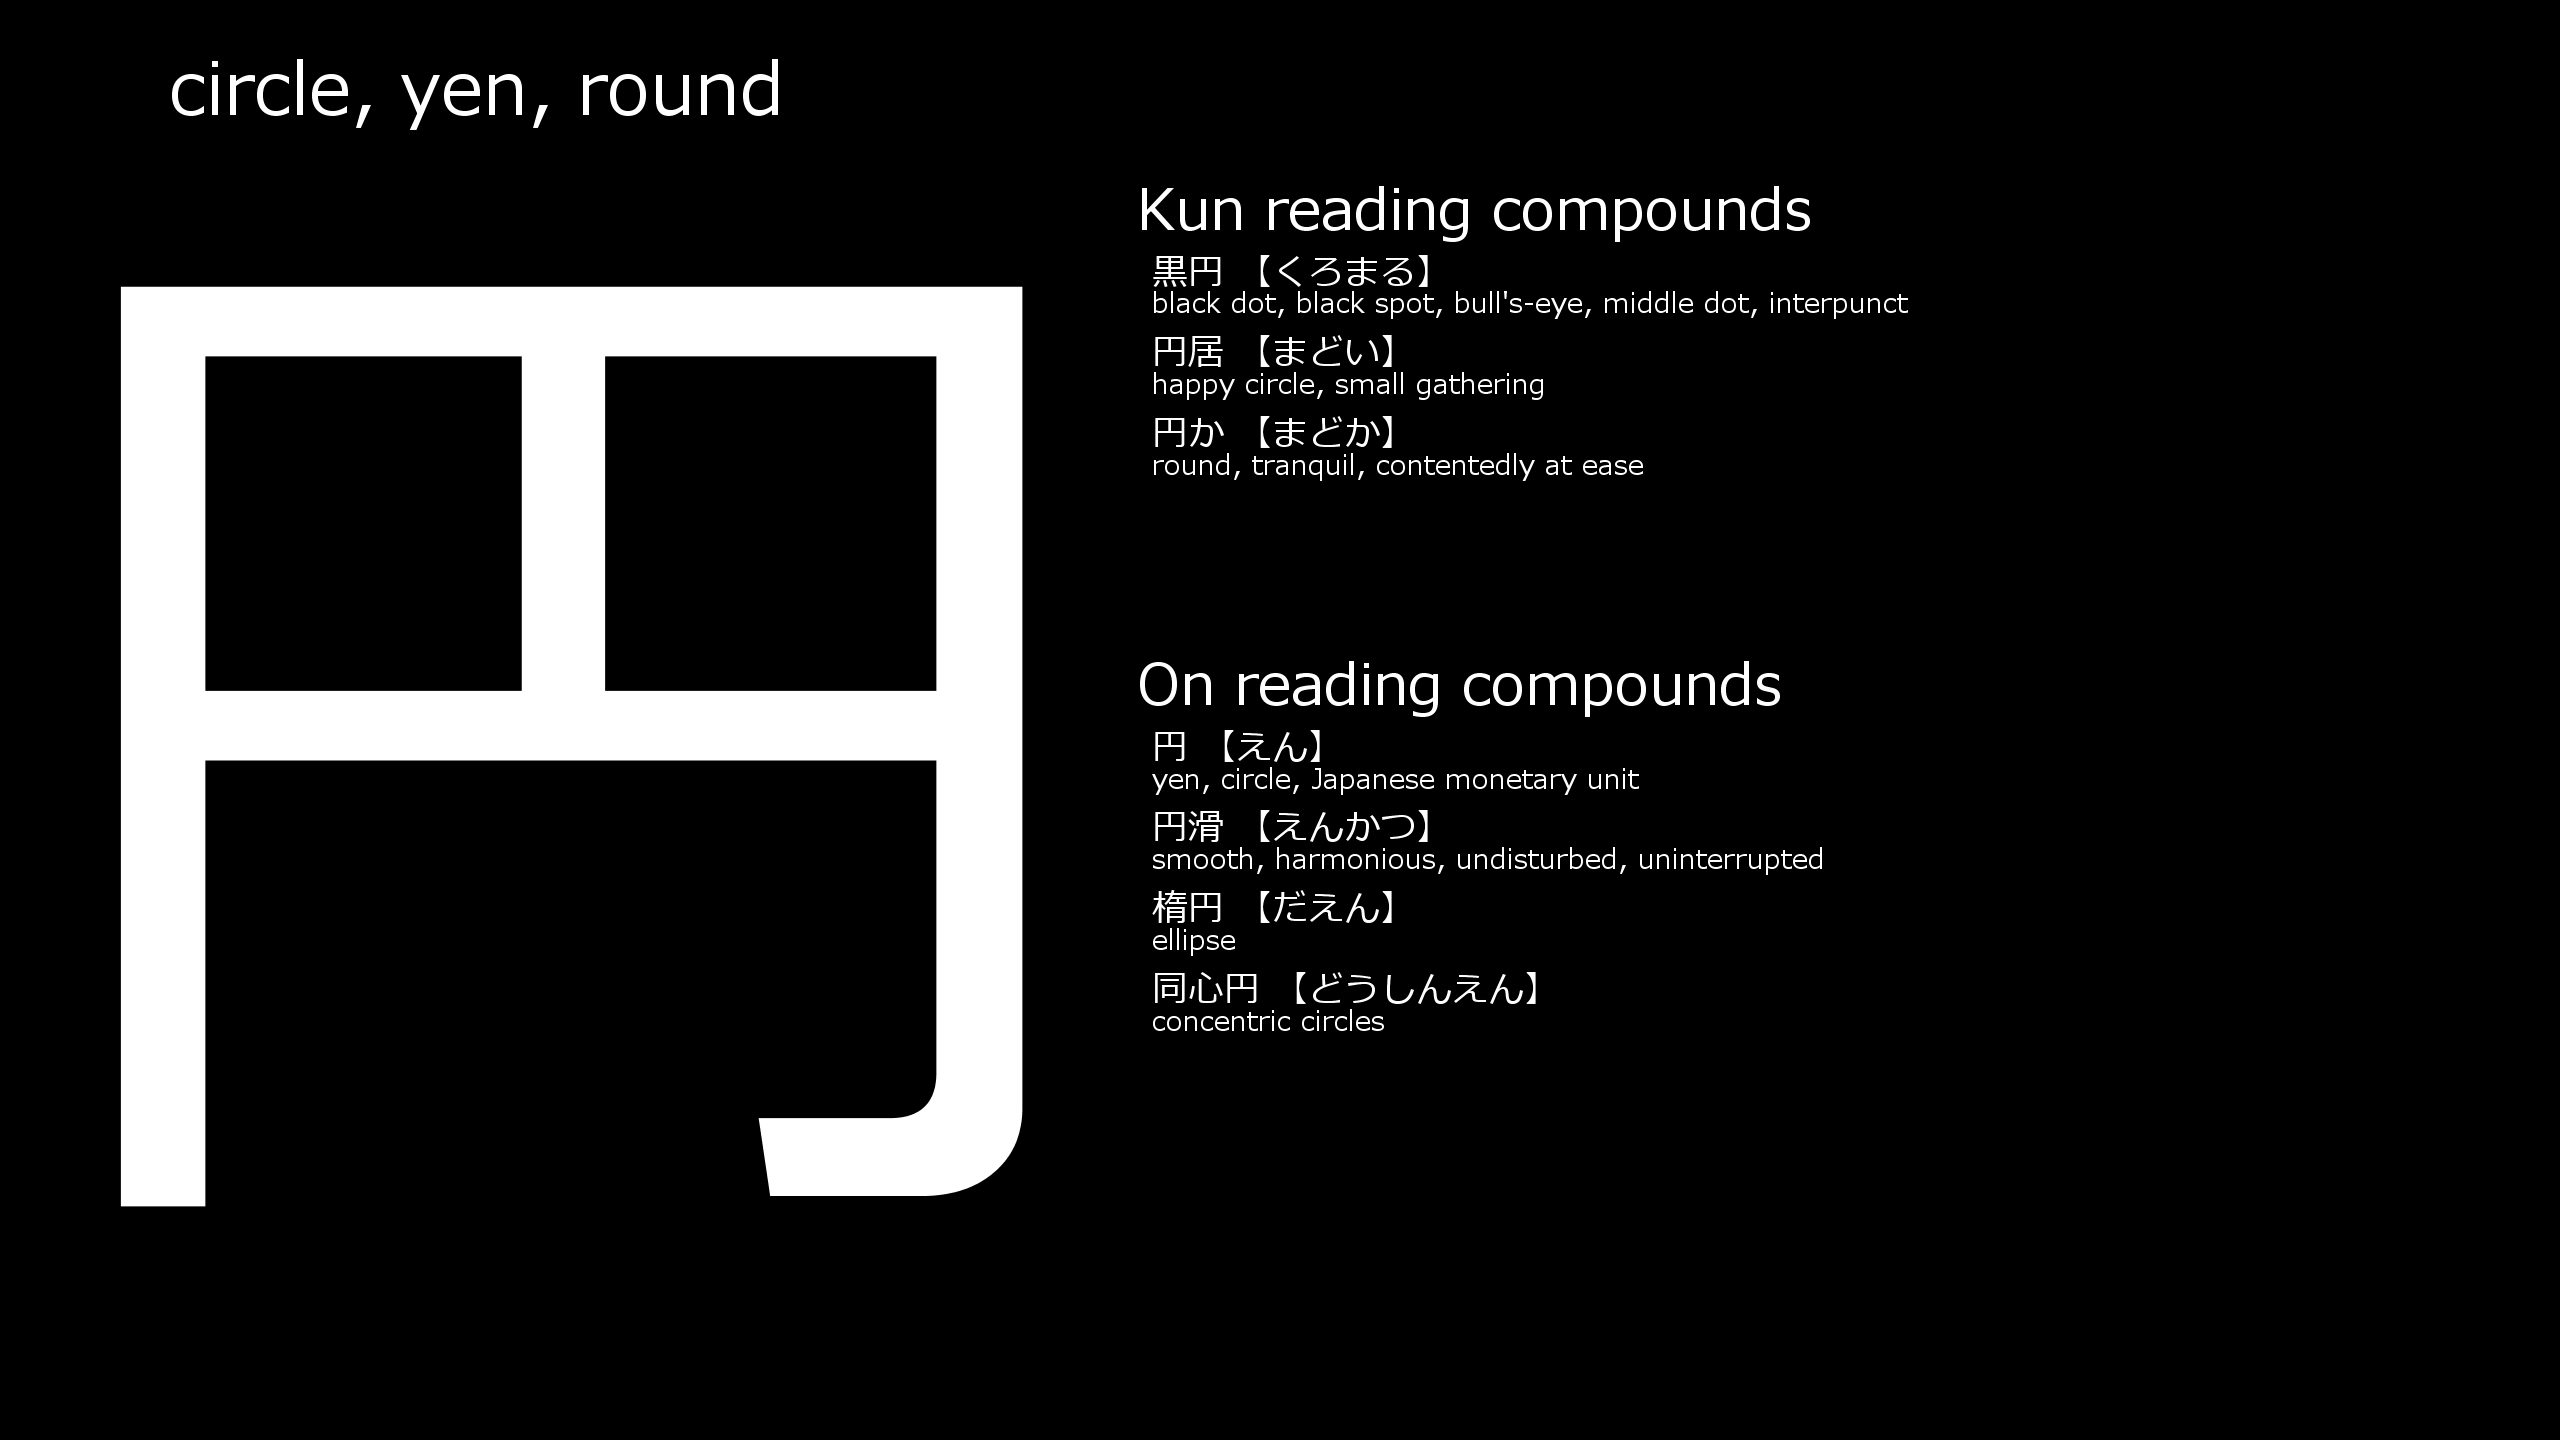 circle, yen, round
円
Kun reading compounds
黒円 【くろまる】
black dot, black spot, bull's-eye, middle dot, interpunct
円居 【まどい】
happy circle, small gathering
円か 【まどか】
round, tranquil, contentedly at ease
On reading compounds
円 【えん】
yen, circle, Japanese monetary unit
円滑 【えんかつ】
smooth, harmonious, undisturbed, uninterrupted
楕円 【だえん】
ellipse
同心円 【どうしんえん】
concentric circles